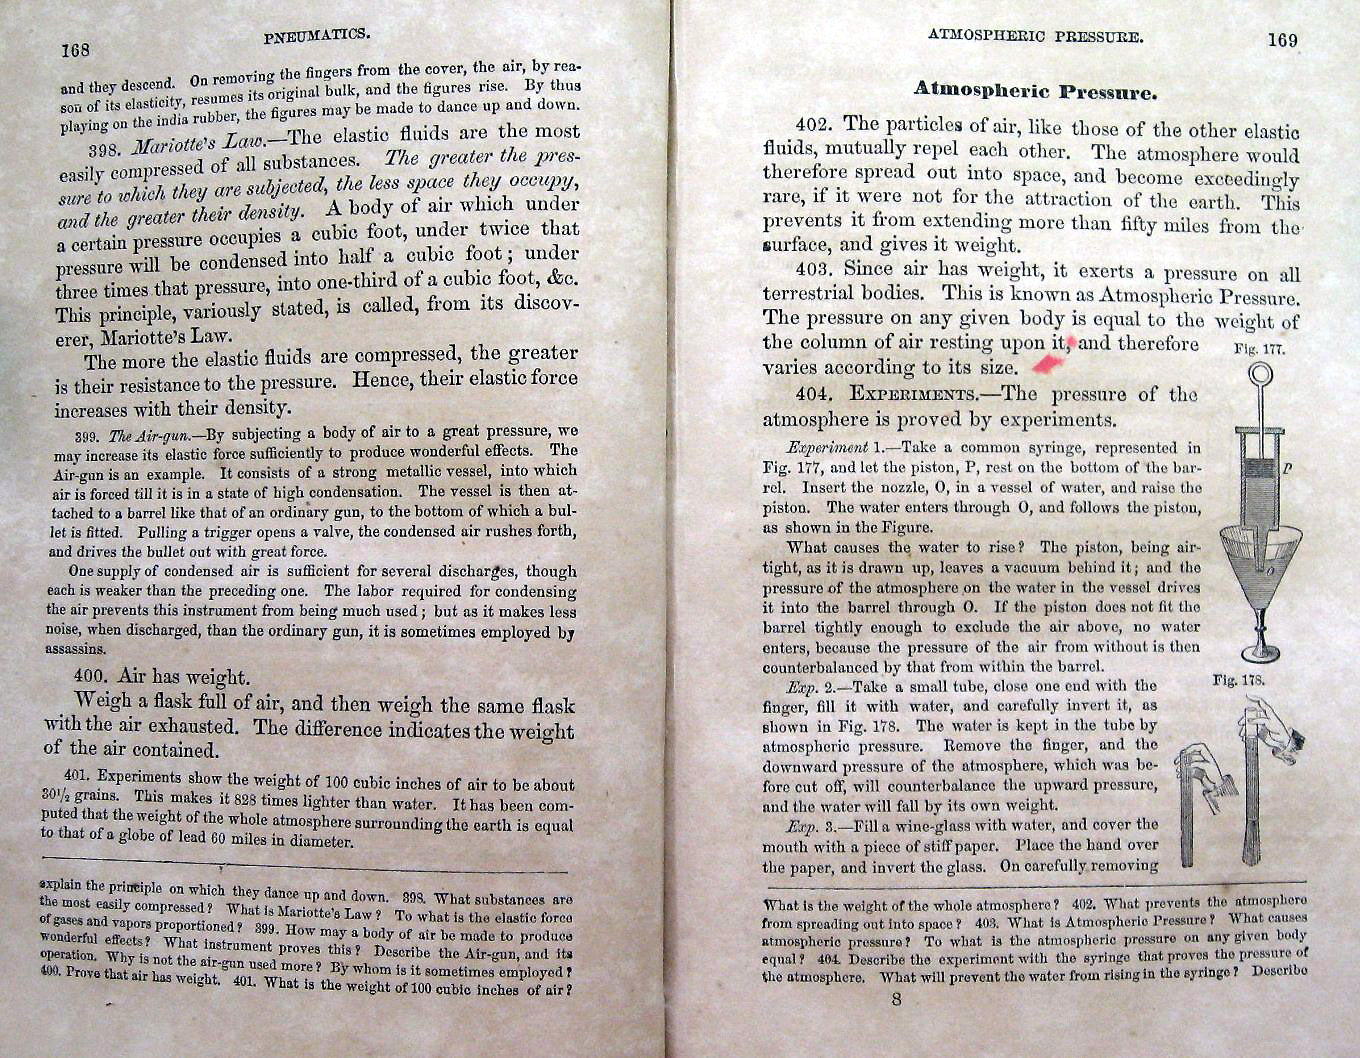 168
PNEUMATICS.
and they descend. On removing the fingers from the cover, the air, by rea-
son of its elasticity, resumes its original bulk, and the figures rise. By thus
playing on the india rubber, the figures may be made to dance up and down.
398. Mariotte's Law.—The elastic fluids are the most
easily compressed of all substances. The greater the pres-
sure to which they are subjected, the less space they occupy,
and the greater their density. A body of air which under
a certain pressure occupies a cubic foot, under twice that
pressure will be condensed into half a cubic foot; under
three times that pressure, into one-third of a cubic foot, &c.
This principle, variously stated, is called, from its discov-
erer, Mariotte's Law.
The more the elastic fluids are compressed, the greater
is their resistance to the pressure. Hence, their elastic force
increases with their density.
399. The Air-gun.—By subjecting a body of air to a great pressure, we
may increase its elastic force sufficiently to produce wonderful effects. The
Air-gun is an example. It consists of a strong metallic vessel, into which
air is forced till it is in a state of high condensation. The vessel is then at-
tached to a barrel like that of an ordinary gun, to the bottom of which a bul-
let is fitted. Pulling a trigger opens a valve, the condensed air rushes forth,
and drives the bullet out with great force.
One supply of condensed air is sufficient for several discharges, though
each is weaker than the preceding one. The labor required for condensing
the air prevents this instrument from being much used; but as it makes less
noise, when discharged, than the ordinary gun, it is sometimes employed by
assassins.
400. Air has weight.
Weigh a flask full of air, and then weigh the same flask
with the air exhausted. The difference indicates the weight
of the air contained.
401. Experiments show the weight of 100 cubic inches of air to be about
30½ grains. This makes it 828 times lighter than water. It has been com-
puted that the weight of the whole atmosphere surrounding the earth is equal
to that of a globe of lead 60 miles in diameter.
explain the principle on which they dance up and down. 398. What substances are
the most easily compressed? What is Mariotte's Law? To what is the elastic force
of gases and vapors proportioned? 399. How may a body of air be made to produce
wonderful effects? What instrument proves this? Describe the Air-gun, and its
operation. Why is not the air-gun used more? By whom is it sometimes employed?
400. Prove that air has weight. 401. What is the weight of 100 cubic inches of air?
ATMOSPHERIC PRESSURE.
169
Atmospheric Pressure.
402. The particles of air, like those of the other elastic
fluids, mutually repel each other. The atmosphere would
therefore spread out into space, and become exceedingly
rare, if it were not for the attraction of the earth. This
prevents it from extending more than fifty miles from the
surface, and gives it weight.
403. Since air has weight, it exerts a pressure on all
terrestrial bodies. This is known as Atmospheric Pressure.
The pressure on any given body is equal to the weight of
the column of air resting upon it, and therefore
varies according to its size.
404. EXPERIMENTS.—The pressure of the
atmosphere is proved by experiments.
Experiment 1.—Take a common syringe, represented in
Fig. 177, and let the piston, P, rest on the bottom of the bar-
rel. Insert the nozzle, O, in a vessel of water, and raise the
piston. The water enters through O, and follows the piston,
as shown in the Figure.
What causes the water to rise? The piston, being air-
tight, as it is drawn up, leaves a vacuum behind it; and the
pressure of the atmosphere on the water in the vessel drives
it into the barrel through O. If the piston does not fit the
barrel tightly enough to exclude the air above, no water
enters, because the pressure of the air from without is then
counterbalanced by that from within the barrel.
Exp. 2.—Take a small tube, close one end with the
finger, fill it with water, and carefully invert it, as
shown in Fig. 178. The water is kept in the tube by
atmospheric pressure. Remove the finger, and the
downward pressure of the atmosphere, which was be-
fore cut off, will counterbalance the upward pressure,
and the water will fall by its own weight.
Exp. 3.—Fill a wine-glass with water, and cover the
mouth with a piece of stiff paper. Place the hand over
the paper, and invert the glass. On carefully removing
Fig. 177.
P
O
Fig. 178.
What is the weight of the whole atmosphere? 402. What prevents the atmosphere
from spreading out into space? 403. What is Atmospheric Pressure? What causes
atmospheric pressure? To what is the atmospheric pressure on any given body
equal? 404. Describe the experiment with the syringe that proves the pressure of
the atmosphere. What will prevent the water from rising in the syringe? Describe
8